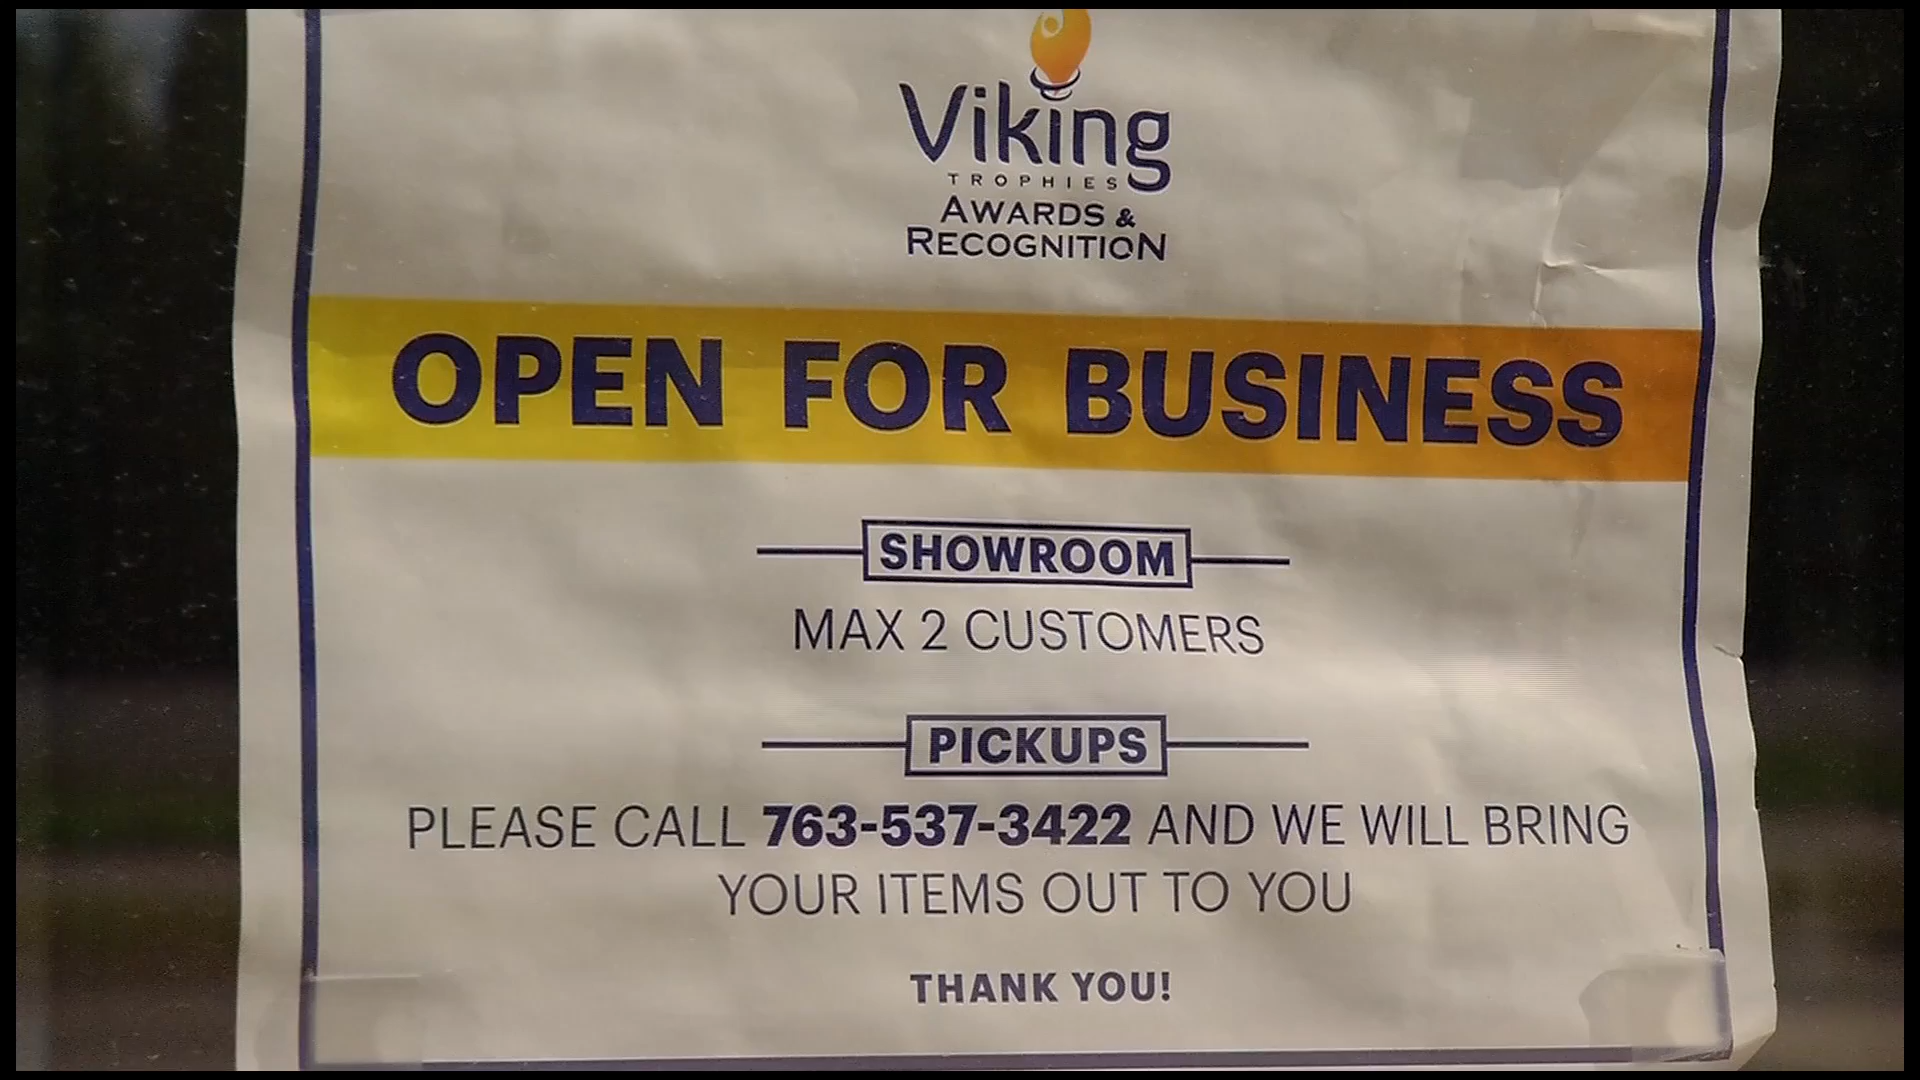 Viking
TROPHIES
AWARDS &
RECOGNITION
OPEN FOR BUSINESS
SHOWROOM
MAX 2 CUSTOMERS
PICKUPS
PLEASE CALL 763-537-3422 AND WE WILL BRING
YOUR ITEMS OUT TO YOU
THANK YOU!